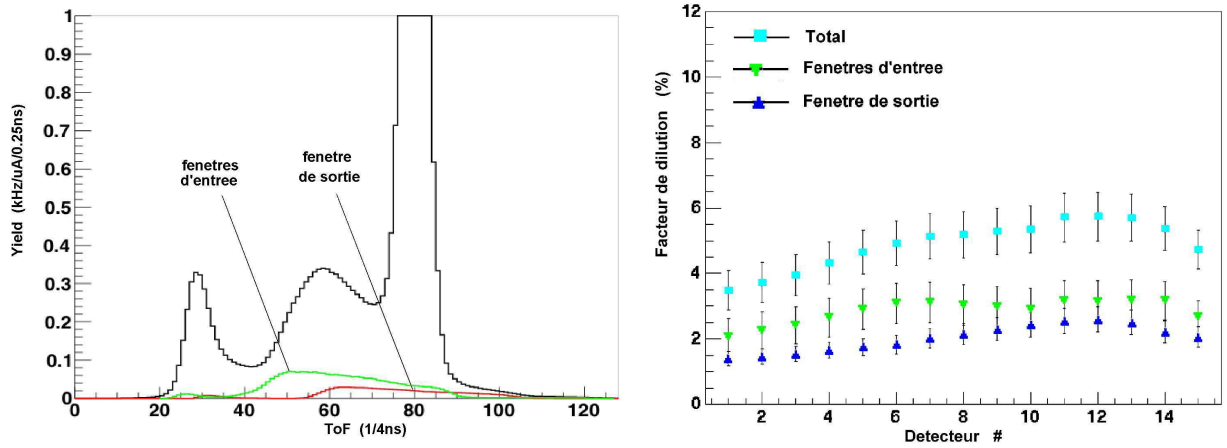 1
0.9
0.8
0.7
0.6
0.5
0.4
0.3
0.2
0.1
0
Yield (kHz/uA/0.25ns)
fenetres
d'entree
fenetre
de sortie
0 20 40 60 80 100 120
ToF (1/4ns)
12
10
8
6
4
2
0
Facteur de dilution (%)
Total
Fenetres d'entree
Fenetre de sortie
2 4 6 8 10 12 14
Detecteur #